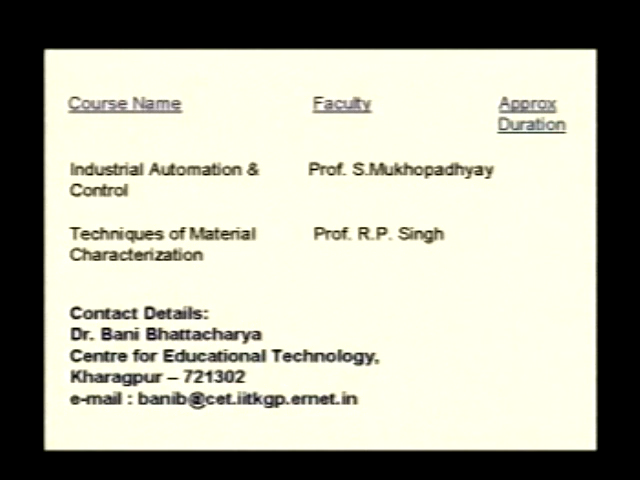 Course Name Faculty Approx
Duration
Industrial Automation & Prof. S.Mukhopadhyay
Control
Techniques of Material Prof. R.P. Singh
Characterization
Contact Details:
Dr. Bani Bhattacharya
Centre for Educational Technology,
Kharagpur – 721302
e-mail : banib@cet.iitkgp.ernet.in